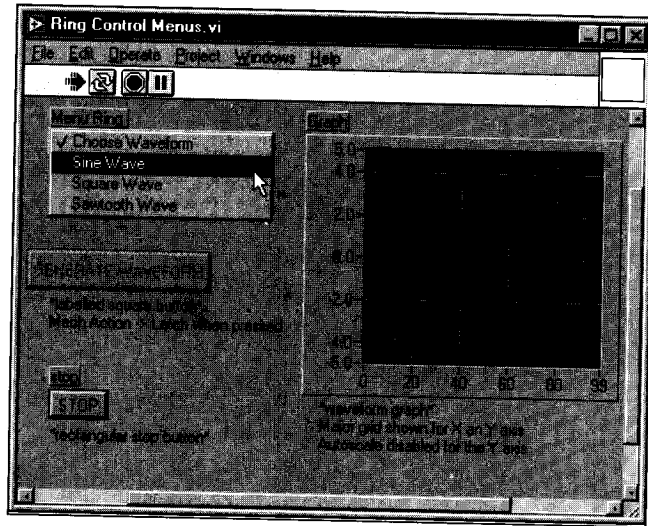 Ring Control Menus.vi
File Edit Operate Project Windows Help
Menu Ring
✓ Choose Waveform
Sine Wave
Square Wave
Sawtooth Wave
GENERATE WAVEFORM
"labelled square button"
Mech Action > Latch when pressed
stop
STOP
"rectangular stop button"
Graph
5.0
4.0
2.0
0.0
-2.0
-4.0
-5.0
0 20 40 60 80 99
"waveform graph"
Major grid shown for X an Y axis
Autoscale disabled for the Y axis